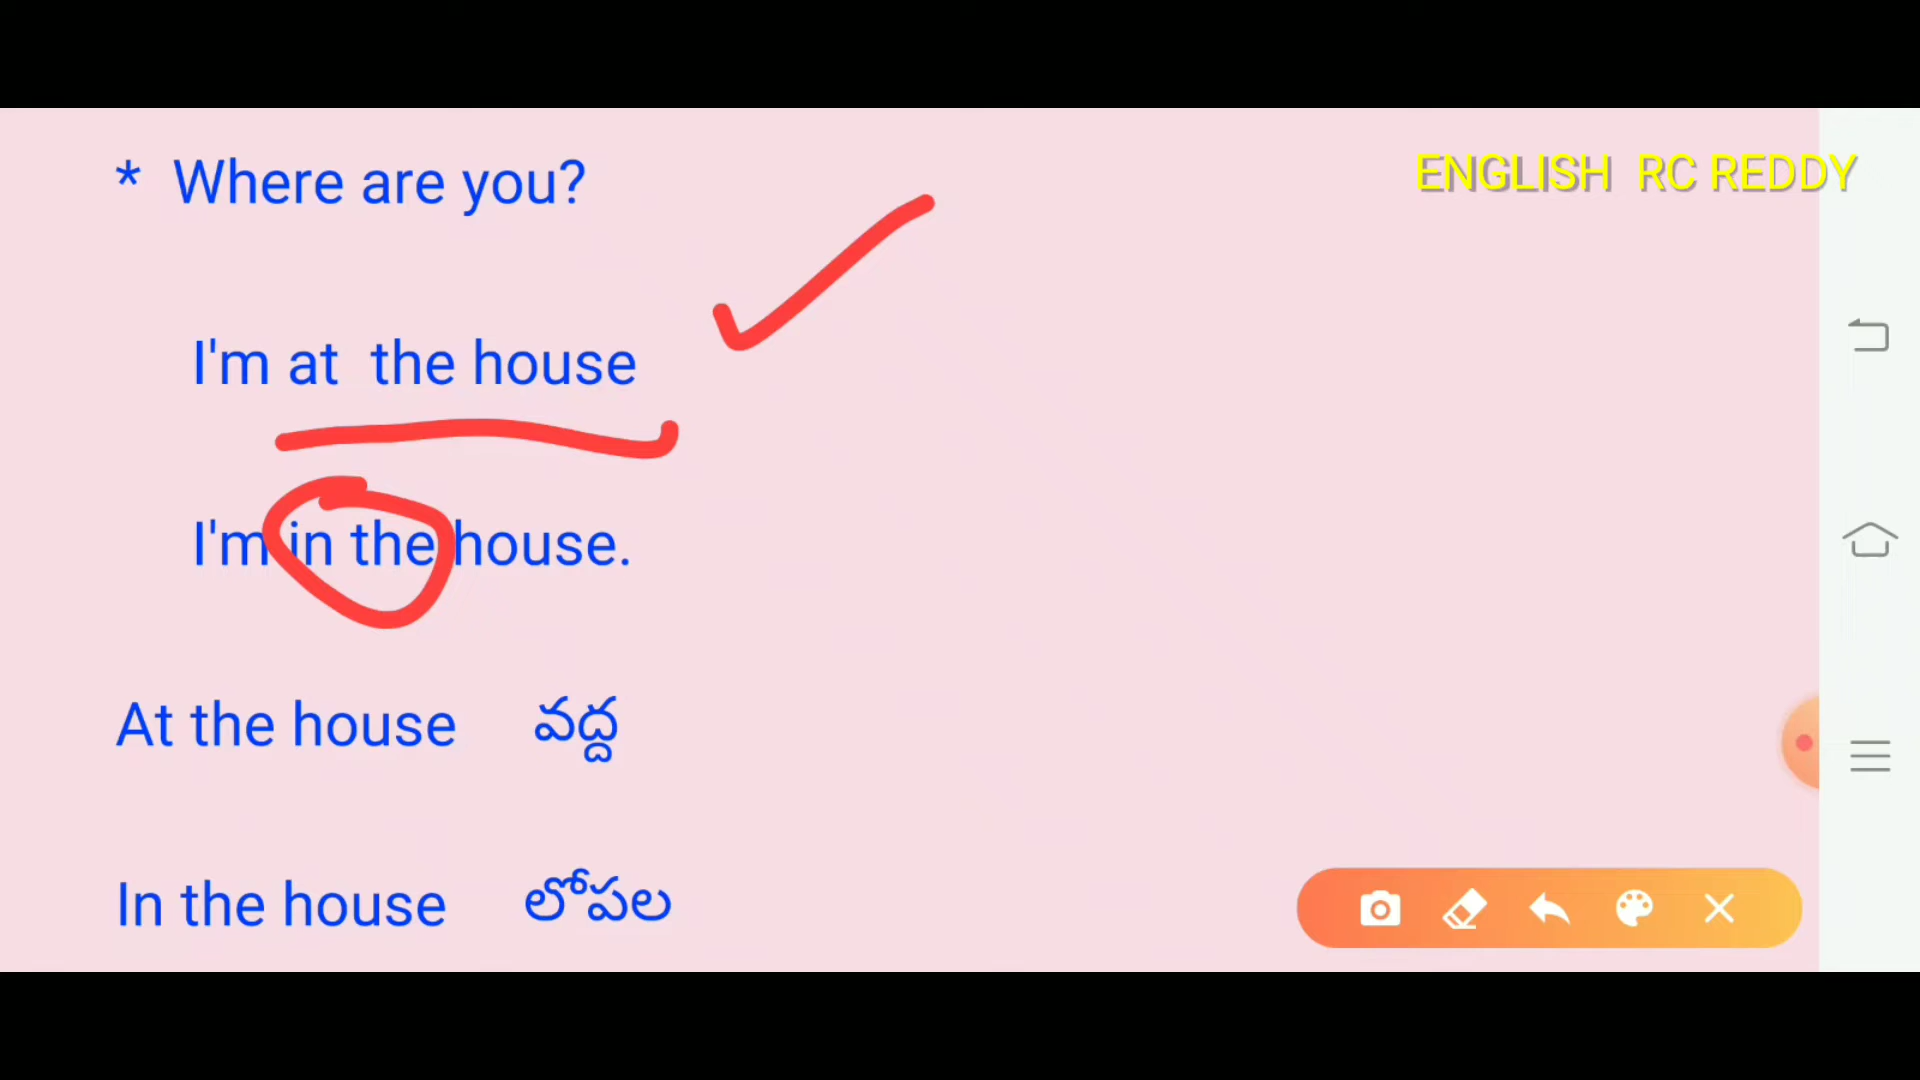 * Where are you?
ENGLISH RC REDDY
I'm at the house
I'm in the house.
At the house వద్ద
In the house లోపల